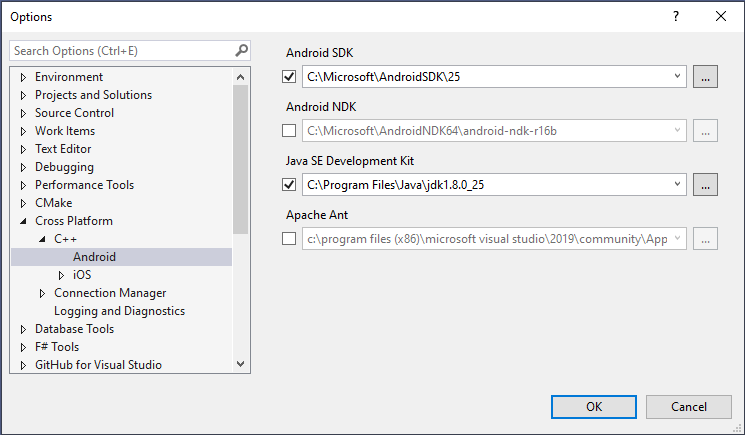 Options
Search Options (Ctrl+E)
Environment
Projects and Solutions
Source Control
Work Items
Text Editor
Debugging
Performance Tools
CMake
Cross Platform
C++
Android
iOS
Connection Manager
Logging and Diagnostics
Database Tools
F# Tools
GitHub for Visual Studio
Android SDK
C:\Microsoft\AndroidSDK\25
...
Android NDK
C:\Microsoft\AndroidNDK64\android-ndk-r16b
...
Java SE Development Kit
C:\Program Files\Java\jdk1.8.0_25
...
Apache Ant
c:\program files (x86)\microsoft visual studio\2019\community\App
...
OK
Cancel